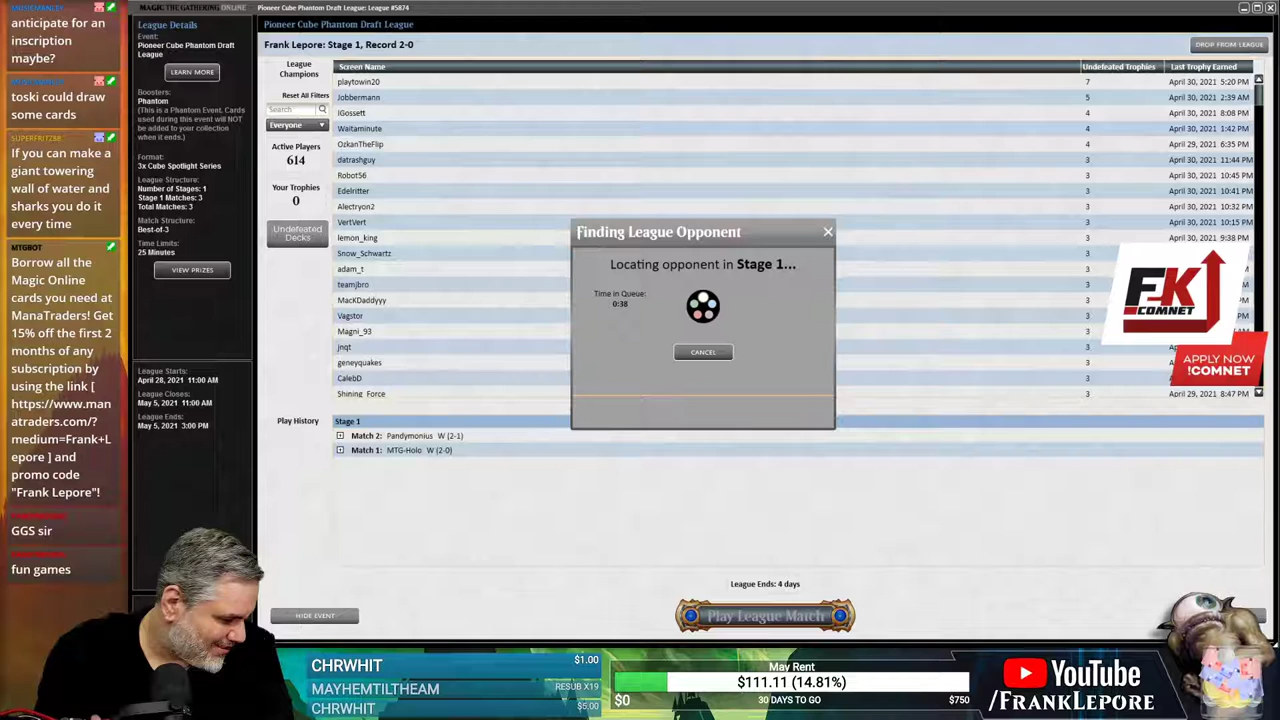 anticipate for an
inscription
maybe?
toski could draw
some cards
SUPERFRITZ88
If you can make a
giant towering
wall of water and
sharks you do it
every time
MTGBOT
Borrow all the
Magic Online
cards you need at
ManaTraders! Get
15% off the first 2
months of any
subscription by
using the link [
https://www.man
atraders.com/?
medium=Frank+L
epore ] and
promo code
"Frank Lepore"!
GGS sir
fun games
MAGIC THE GATHERING ONLINE
Pioneer Cube Phantom Draft League: League #5874
League Details
Event:
Pioneer Cube Phantom Draft
League
LEARN MORE
Boosters:
Phantom
(This is a Phantom Event. Cards
used during this event will NOT
be added to your collection
when it ends.)
Format:
3x Cube Spotlight Series
League Structure:
Number of Stages: 1
Stage 1 Matches: 3
Total Matches: 3
Match Structure:
Best-of-3
Time Limits:
25 Minutes
VIEW PRIZES
League Starts:
April 28, 2021 11:00 AM
League Closes:
May 5, 2021 11:00 AM
League Ends:
May 5, 2021 3:00 PM
Pioneer Cube Phantom Draft League
Frank Lepore: Stage 1, Record 2-0
DROP FROM LEAGUE
League
Champions
Reset All Filters
Search
Everyone
Active Players
614
Your Trophies
0
Undefeated
Decks
Screen Name Undefeated Trophies Last Trophy Earned
playtowin20 7 April 30, 2021 5:20 PM
Jobbermann 5 April 30, 2021 2:39 AM
IGossett 4 April 30, 2021 8:08 PM
Waitaminute 4 April 30, 2021 1:42 PM
OzkanTheFlip 4 April 29, 2021 6:35 PM
datrashguy 3 April 30, 2021 11:44 PM
Robot56 3 April 30, 2021 10:45 PM
Edelritter 3 April 30, 2021 10:41 PM
Alectryon2 3 April 30, 2021 10:32 PM
VertVert 3 April 30, 2021 10:15 PM
lemon_king 3 April 30, 2021 9:38 PM
Snow_Schwartz 3
adam_t 3
teamjbro 3
MacKDaddyyy 3
Vagstor 3
Magni_93 3
jnqt 3
geneyquakes 3
CalebD 3
Shining_Force 3 April 29, 2021 8:47 PM
Finding League Opponent
Locating opponent in Stage 1...
Time in Queue:
0:38
CANCEL
COMNET
APPLY NOW
!COMNET
Play History
Stage 1
Match 2: Pandymonius W (2-1)
Match 1: MTG-Holo W (2-0)
League Ends: 4 days
HIDE EVENT
Play League Match
CHRWHIT $1.00
MAYHEMTILTHEAM RESUB X19
CHRWHIT $5.00
May Rent
$111.11 (14.81%)
$0 30 DAYS TO GO $750
YouTube
/FRANKLEPORE